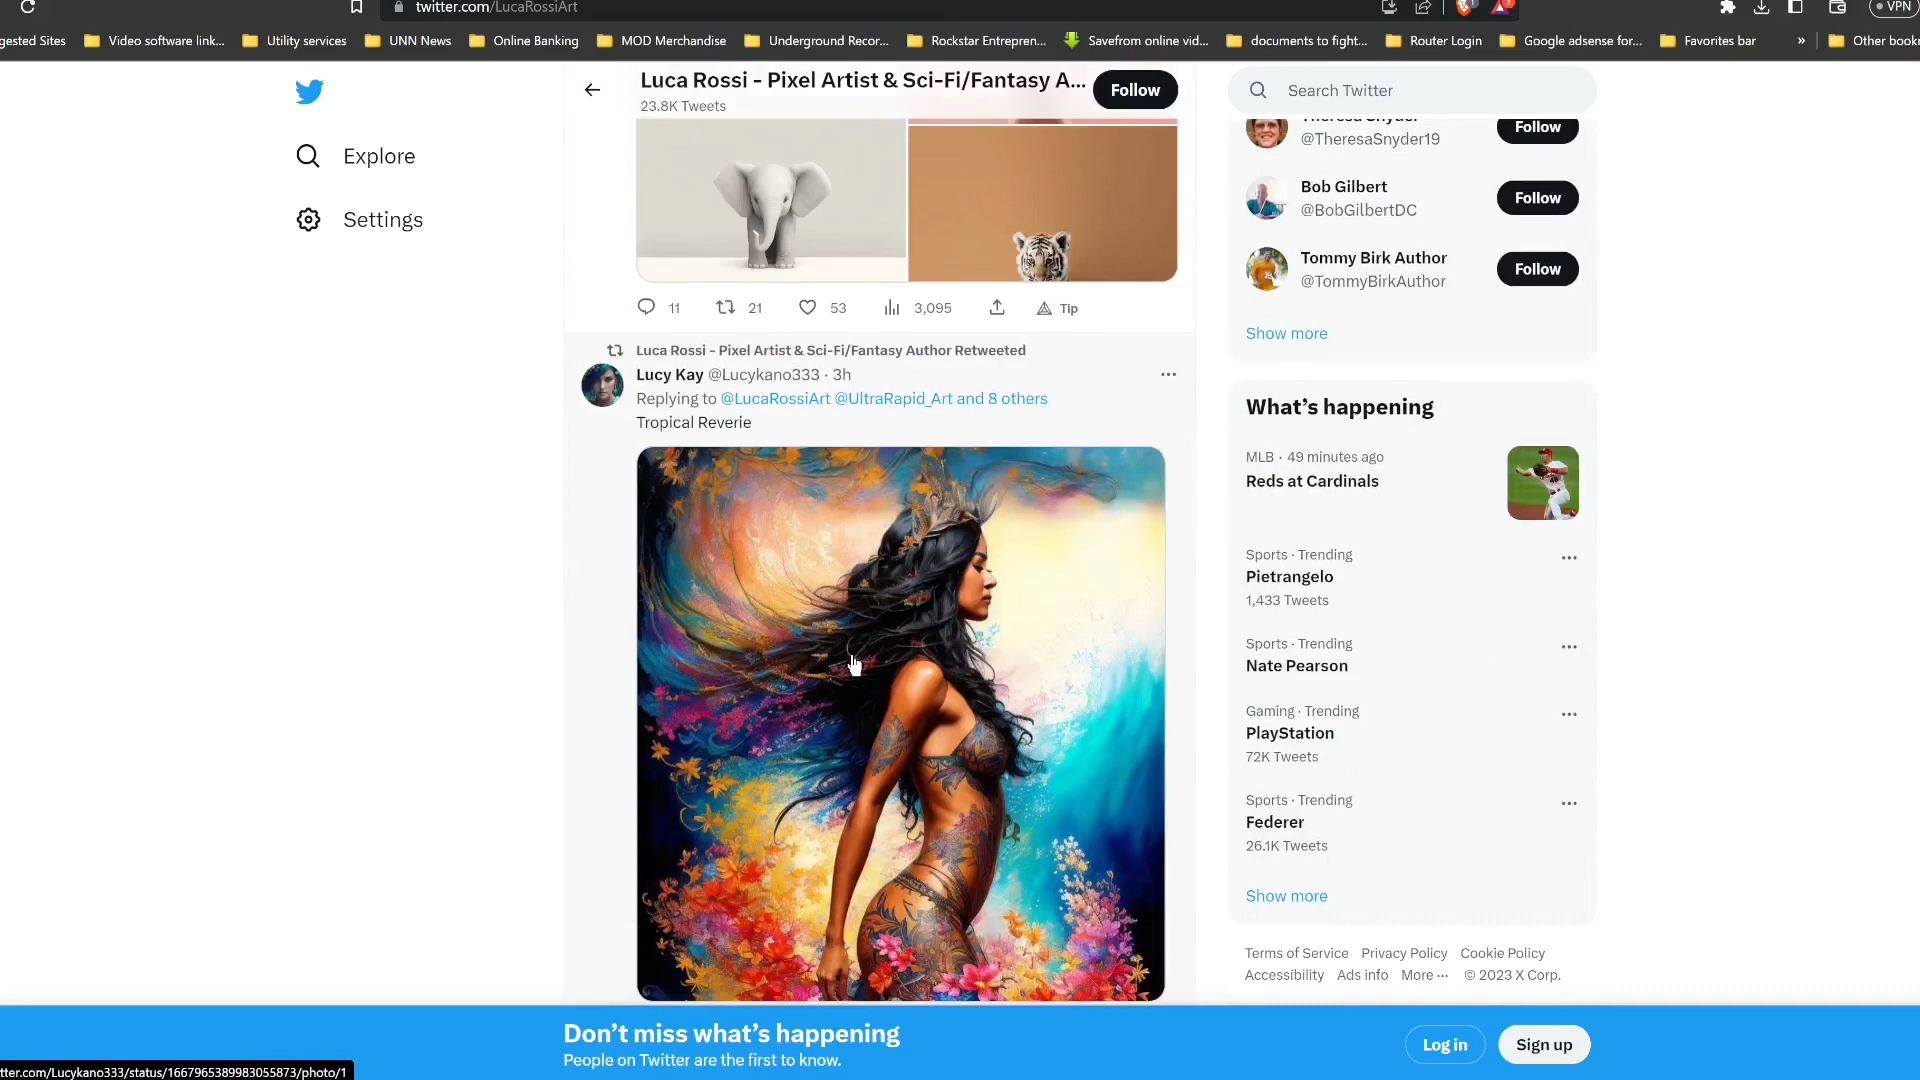 twitter.com/LucaRossiArt
VPN
gested Sites
Video software link...
Utility services
UNN News
Online Banking
MOD Merchandise
Underground Recor...
Rockstar Entrepren...
Savefrom online vid...
documents to fight...
Router Login
Google adsense for...
Favorites bar
»
Other book
Explore
Settings
Luca Rossi - Pixel Artist & Sci-Fi/Fantasy A...
23.8K Tweets
Follow
11
21
53
3,095
Tip
Luca Rossi - Pixel Artist & Sci-Fi/Fantasy Author Retweeted
Lucy Kay @Lucykano333 · 3h
Replying to @LucaRossiArt @UltraRapid_Art and 8 others
Tropical Reverie
Search Twitter
Theresa Snyder
@TheresaSnyder19
Follow
Bob Gilbert
@BobGilbertDC
Follow
Tommy Birk Author
@TommyBirkAuthor
Follow
Show more
What's happening
MLB · 49 minutes ago
Reds at Cardinals
Sports · Trending
Pietrangelo
1,433 Tweets
Sports · Trending
Nate Pearson
Gaming · Trending
PlayStation
72K Tweets
Sports · Trending
Federer
26.1K Tweets
Show more
Terms of Service Privacy Policy Cookie Policy
Accessibility Ads info More ··· © 2023 X Corp.
Don't miss what's happening
People on Twitter are the first to know.
Log in
Sign up
tter.com/Lucykano333/status/1667965389983055873/photo/1